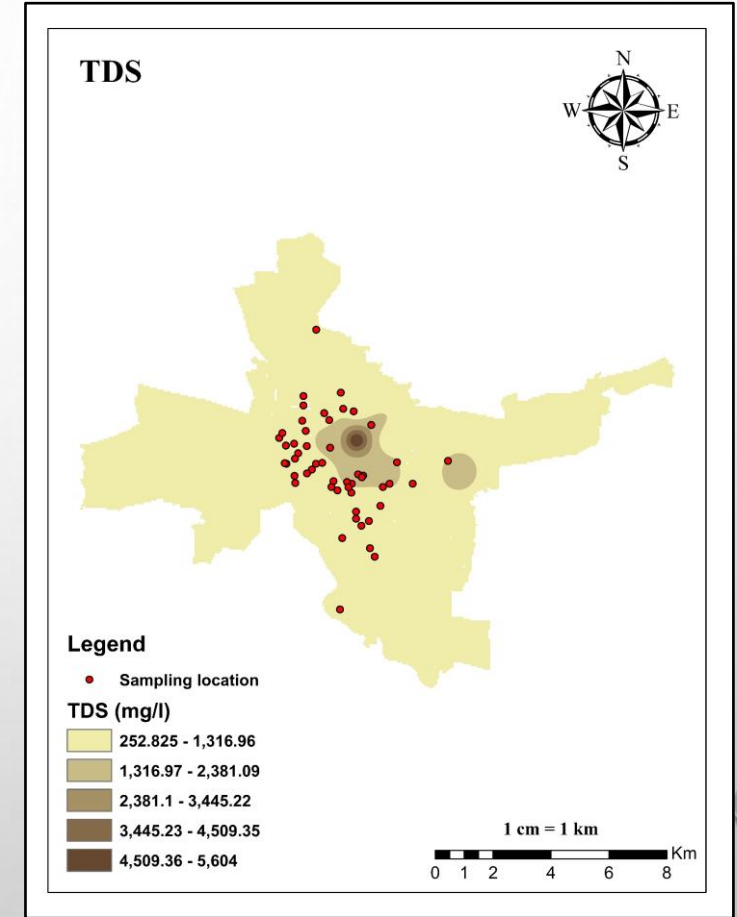 TDS
N
W E
S
Legend
Sampling location
TDS (mg/l)
252.825 - 1,316.96
1,316.97 - 2,381.09
2,381.1 - 3,445.22
3,445.23 - 4,509.35
4,509.36 - 5,604
1 cm = 1 km
Km
0 1 2 4 6 8